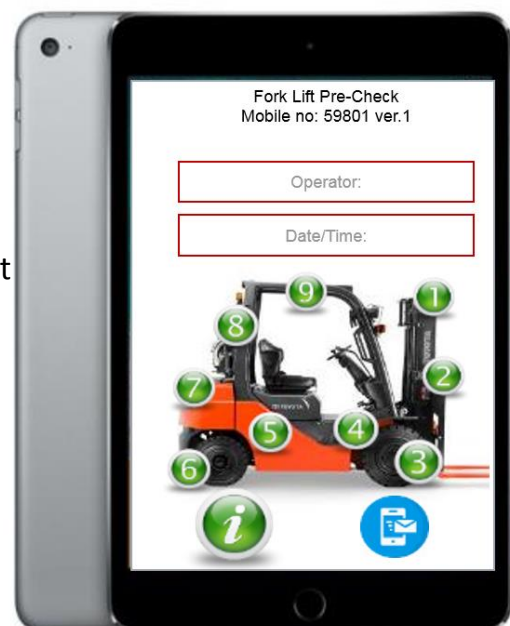 Fork Lift Pre-Check
Mobile no: 59801 ver.1
Operator:
Date/Time:
t
9
1
8
2
7
5
4
6
3
TOYOTA
i